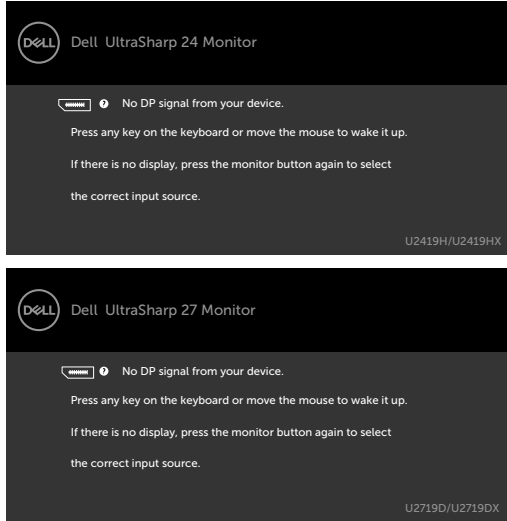 DELL Dell UltraSharp 24 Monitor
? No DP signal from your device.
Press any key on the keyboard or move the mouse to wake it up.
If there is no display, press the monitor button again to select
the correct input source.
U2419H/U2419HX
DELL Dell UltraSharp 27 Monitor
? No DP signal from your device.
Press any key on the keyboard or move the mouse to wake it up.
If there is no display, press the monitor button again to select
the correct input source.
U2719D/U2719DX